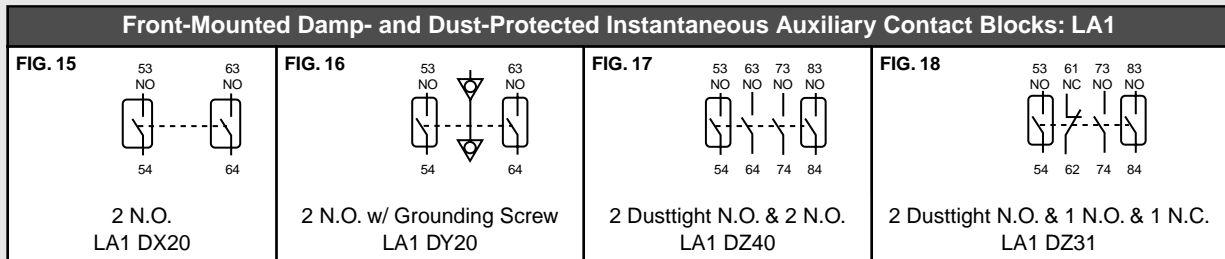 Front-Mounted Damp- and Dust-Protected Instantaneous Auxiliary Contact Blocks: LA1
FIG. 15
53 63
NO NO
54 64
2 N.O.
LA1 DX20
FIG. 16
53 63
NO NO
54 64
2 N.O. w/ Grounding Screw
LA1 DY20
FIG. 17
53 63 73 83
NO NO NO NO
54 64 74 84
2 Dusttight N.O. & 2 N.O.
LA1 DZ40
FIG. 18
53 61 73 83
NO NC NO NO
54 62 74 84
2 Dusttight N.O. & 1 N.O. & 1 N.C.
LA1 DZ31